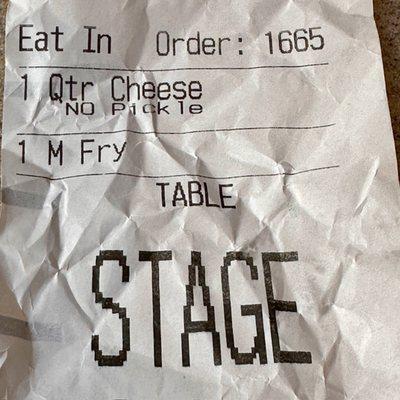 Eat In Order: 1665
1 Qtr Cheese
NO Pickle
1 M Fry
TABLE
STAGE